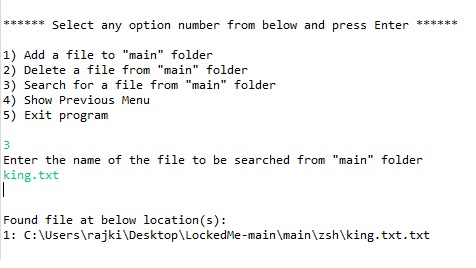 ****** Select any option number from below and press Enter ******
1) Add a file to "main" folder
2) Delete a file from "main" folder
3) Search for a file from "main" folder
4) Show Previous Menu
5) Exit program
3
Enter the name of the file to be searched from "main" folder
king.txt
Found file at below location(s):
1: C:\Users\rajki\Desktop\LockedMe-main\main\zsh\king.txt.txt